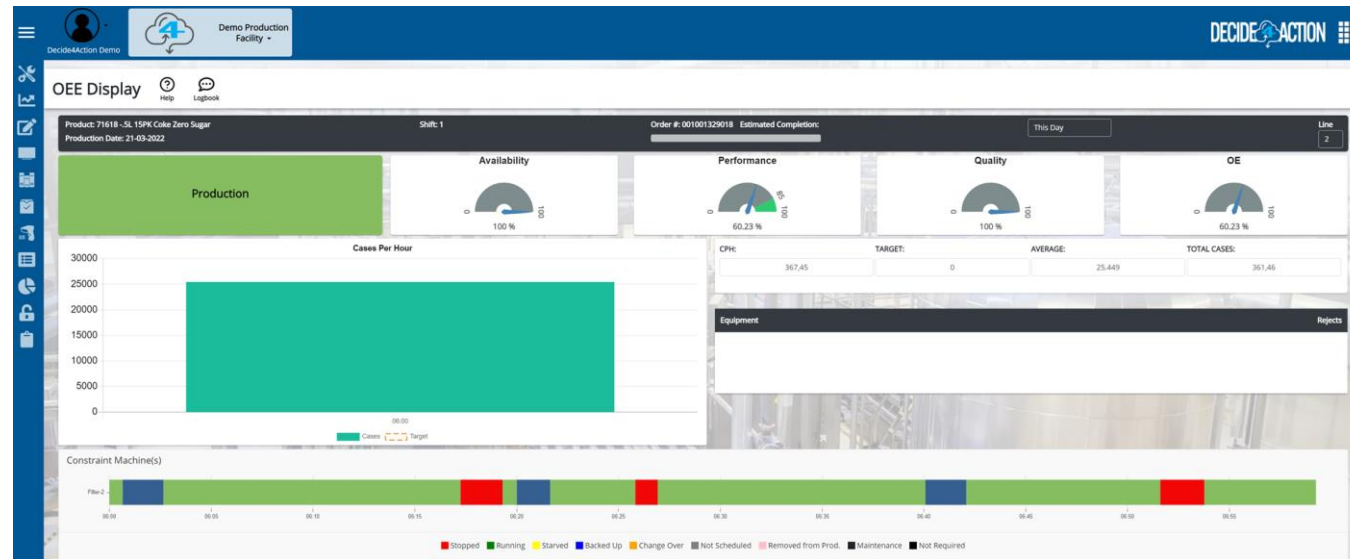 Decide4Action Demo
4
Demo Production
Facility
DECIDE4ACTION
OEE Display
Help
Logbook
Product: 71618 -.5L 15PK Coke Zero Sugar
Production Date: 21-03-2022
Shift: 1
Order #: 001001329018 Estimated Completion:
This Day
Line
2
Production
Availability
0 100
100 %
Performance
0 85 100
60.23 %
Quality
0 100
100 %
OE
0 100
60.23 %
Cases Per Hour
30000
25000
20000
15000
10000
5000
0
06:00
Cases Target
CPH: TARGET: AVERAGE: TOTAL CASES:
367,45 0 25.449 361,46
Equipment Rejects
Constraint Machine(s)
Filler-2
06:00 06:05 06:10 06:15 06:20 06:25 06:30 06:35 06:40 06:45 06:50 06:55
Stopped Running Starved Backed Up Change Over Not Scheduled Removed from Prod. Maintenance Not Required